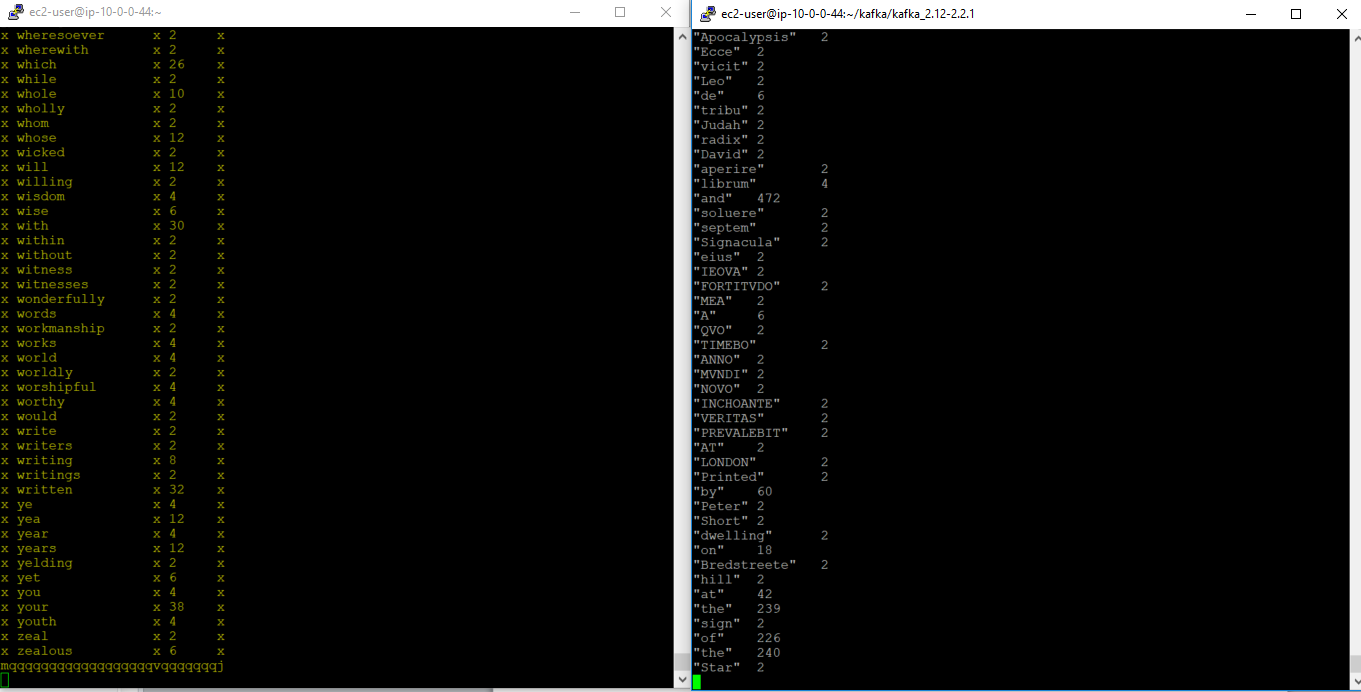 ec2-user@ip-10-0-0-44:~
x wheresoever x 2 x
x wherewith x 2 x
x which x 26 x
x while x 2 x
x whole x 10 x
x wholly x 2 x
x whom x 2 x
x whose x 12 x
x wicked x 2 x
x will x 12 x
x willing x 2 x
x wisdom x 4 x
x wise x 6 x
x with x 30 x
x within x 2 x
x without x 2 x
x witness x 2 x
x witnesses x 2 x
x wonderfully x 2 x
x words x 4 x
x workmanship x 2 x
x works x 4 x
x world x 4 x
x worldly x 2 x
x worshipful x 4 x
x worthy x 4 x
x would x 2 x
x write x 2 x
x writers x 2 x
x writing x 8 x
x writings x 2 x
x written x 32 x
x ye x 4 x
x yea x 12 x
x year x 4 x
x years x 12 x
x yelding x 2 x
x yet x 6 x
x you x 4 x
x your x 38 x
x youth x 4 x
x zeal x 2 x
x zealous x 6 x
mqqqqqqqqqqqqqqqqqqvqqqqqqqj
ec2-user@ip-10-0-0-44:~/kafka/kafka_2.12-2.2.1
"Apocalypsis" 2
"Ecce" 2
"vicit" 2
"Leo" 2
"de" 6
"tribu" 2
"Judah" 2
"radix" 2
"David" 2
"aperire" 2
"librum" 4
"and" 472
"soluere" 2
"septem" 2
"Signacula" 2
"eius" 2
"IEOVA" 2
"FORTITVDO" 2
"MEA" 2
"A" 6
"QVO" 2
"TIMEBO" 2
"ANNO" 2
"MVNDI" 2
"NOVO" 2
"INCHOANTE" 2
"VERITAS" 2
"PREVALEBIT" 2
"AT" 2
"LONDON" 2
"Printed" 2
"by" 60
"Peter" 2
"Short" 2
"dwelling" 2
"on" 18
"Bredstreete" 2
"hill" 2
"at" 42
"the" 239
"sign" 2
"of" 226
"the" 240
"Star" 2